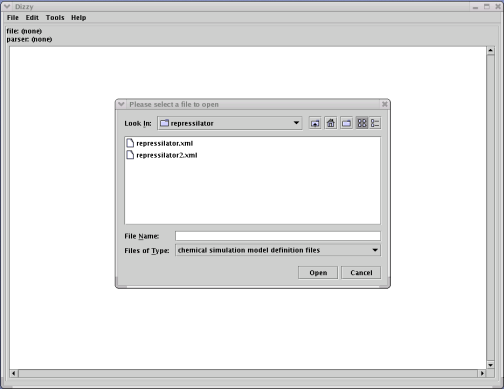 Dizzy
File Edit Tools Help
file: (none)
parser: (none)
Please select a file to open
Look In: repressilator
repressilator.xml
repressilator2.xml
File Name:
Files of Type: chemical simulation model definition files
Open Cancel